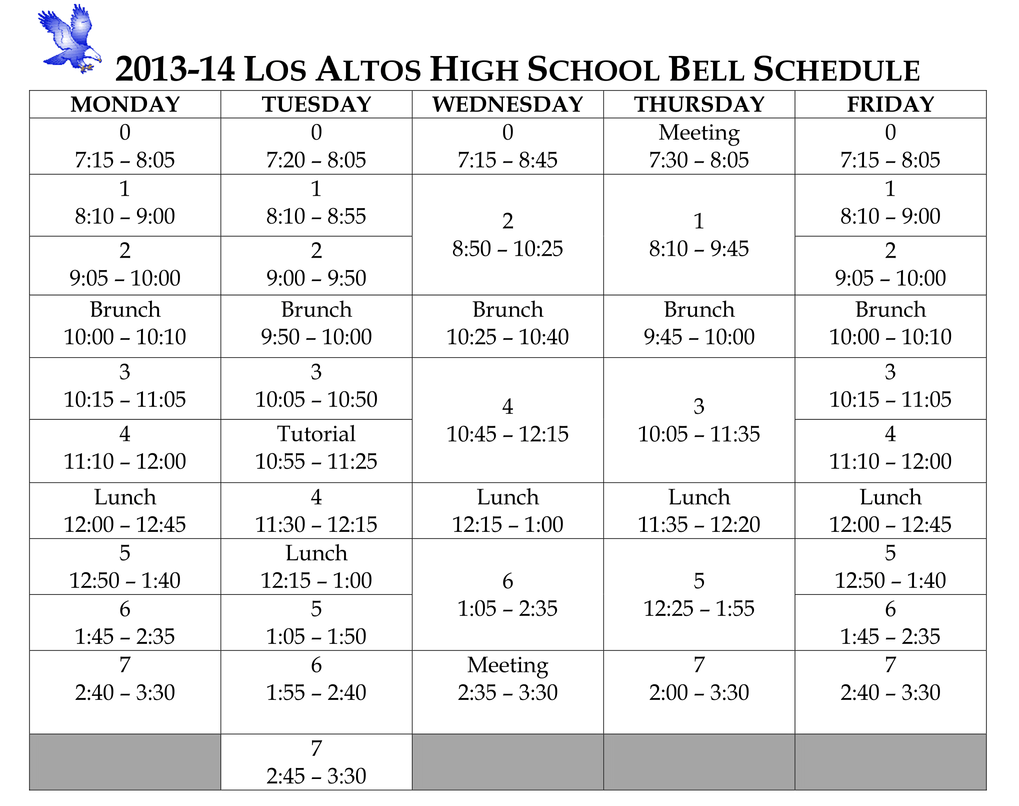 2013-14 LOS ALTOS HIGH SCHOOL BELL SCHEDULE
MONDAY TUESDAY WEDNESDAY THURSDAY FRIDAY
0 0 0 Meeting 0
7:15 – 8:05 7:20 – 8:05 7:15 – 8:45 7:30 – 8:05 7:15 – 8:05
1 1 1
8:10 – 9:00 8:10 – 8:55 8:10 – 9:00
2 1
8:50 – 10:25 8:10 – 9:45
2 2 2
9:05 – 10:00 9:00 – 9:50 9:05 – 10:00
Brunch Brunch Brunch Brunch Brunch
10:00 – 10:10 9:50 – 10:00 10:25 – 10:40 9:45 – 10:00 10:00 – 10:10
3 3 3
10:15 – 11:05 10:05 – 10:50 10:15 – 11:05
4 3
10:45 – 12:15 10:05 – 11:35
4 Tutorial 4
11:10 – 12:00 10:55 – 11:25 11:10 – 12:00
Lunch 4 Lunch Lunch Lunch
12:00 – 12:45 11:30 – 12:15 12:15 – 1:00 11:35 – 12:20 12:00 – 12:45
5 Lunch 5
12:50 – 1:40 12:15 – 1:00 12:50 – 1:40
6 5
1:05 – 2:35 12:25 – 1:55
6 5 6
1:45 – 2:35 1:05 – 1:50 1:45 – 2:35
7 6 Meeting 7 7
2:40 – 3:30 1:55 – 2:40 2:35 – 3:30 2:00 – 3:30 2:40 – 3:30
7
2:45 – 3:30